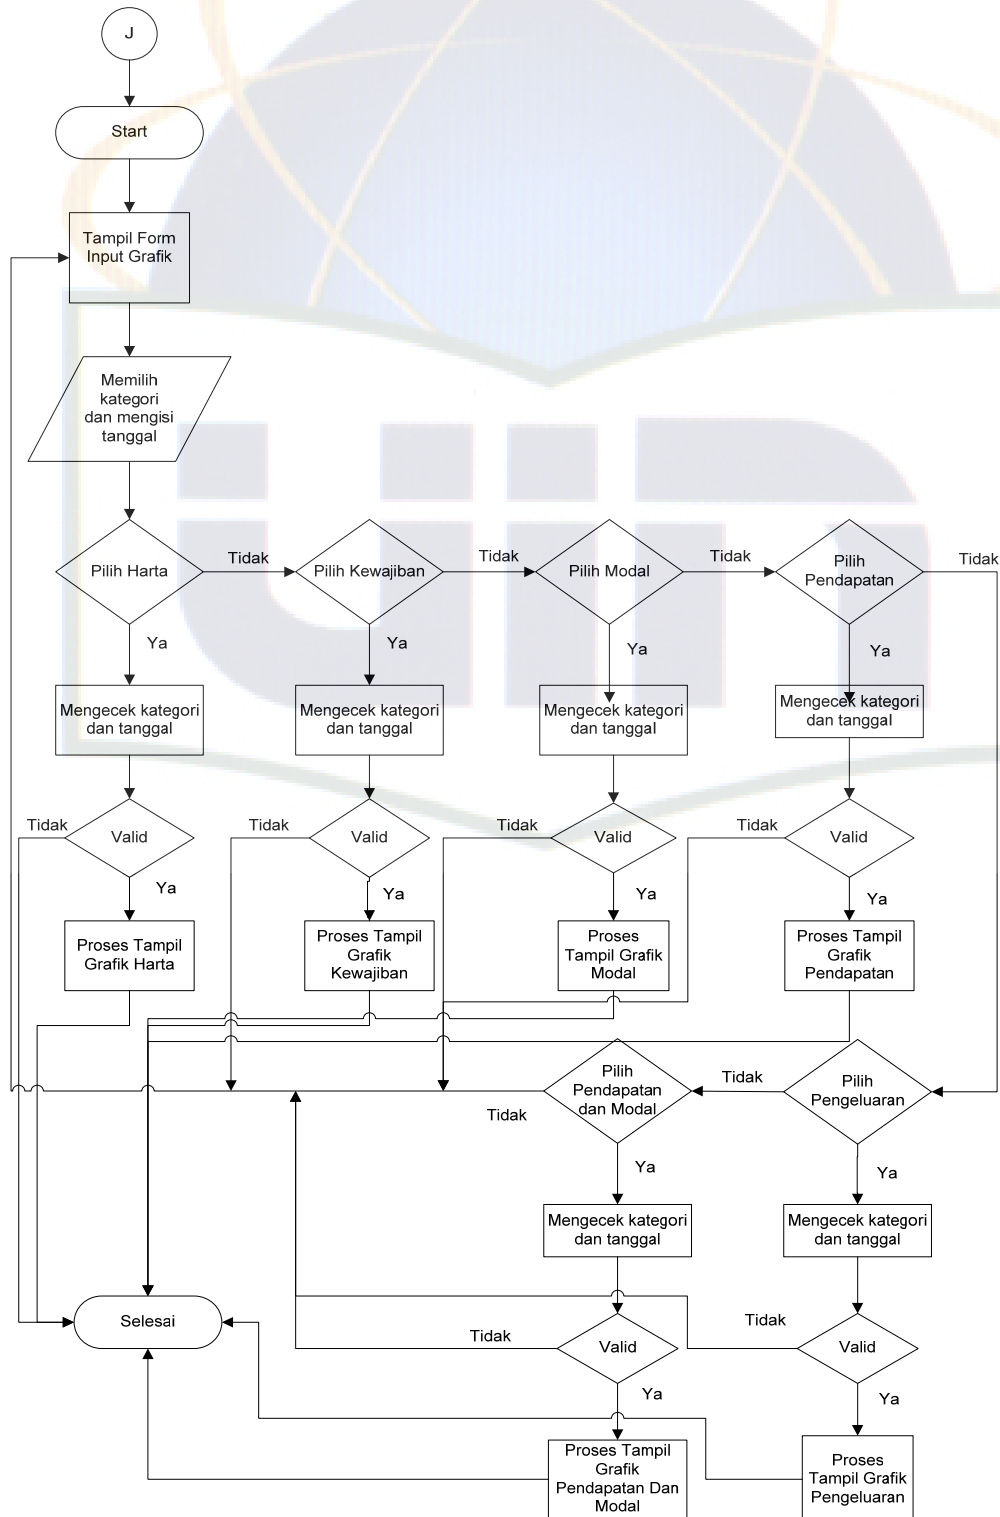 J
Start
Tampil Form
Input Grafik
Memilih
kategori
dan mengisi
tanggal
Pilih Harta
Tidak
Pilih Kewajiban
Tidak
Pilih Modal
Tidak
Pilih
Pendapatan
Tidak
Ya
Ya
Ya
Ya
Mengecek kategori
dan tanggal
Mengecek kategori
dan tanggal
Mengecek kategori
dan tanggal
Mengecek kategori
dan tanggal
Tidak
Valid
Tidak
Valid
Tidak
Valid
Tidak
Valid
Ya
Ya
Ya
Ya
Proses Tampil
Grafik Harta
Proses Tampil
Grafik
Kewajiban
Proses
Tampil Grafik
Modal
Proses Tampil
Grafik
Pendapatan
Pilih
Pendapatan
dan Modal
Tidak
Pilih
Pengeluaran
Tidak
Ya
Ya
Mengecek kategori
dan tanggal
Mengecek kategori
dan tanggal
Selesai
Tidak
Valid
Tidak
Valid
Ya
Ya
Proses Tampil
Grafik
Pendapatan Dan
Modal
Proses
Tampil Grafik
Pengeluaran
uin